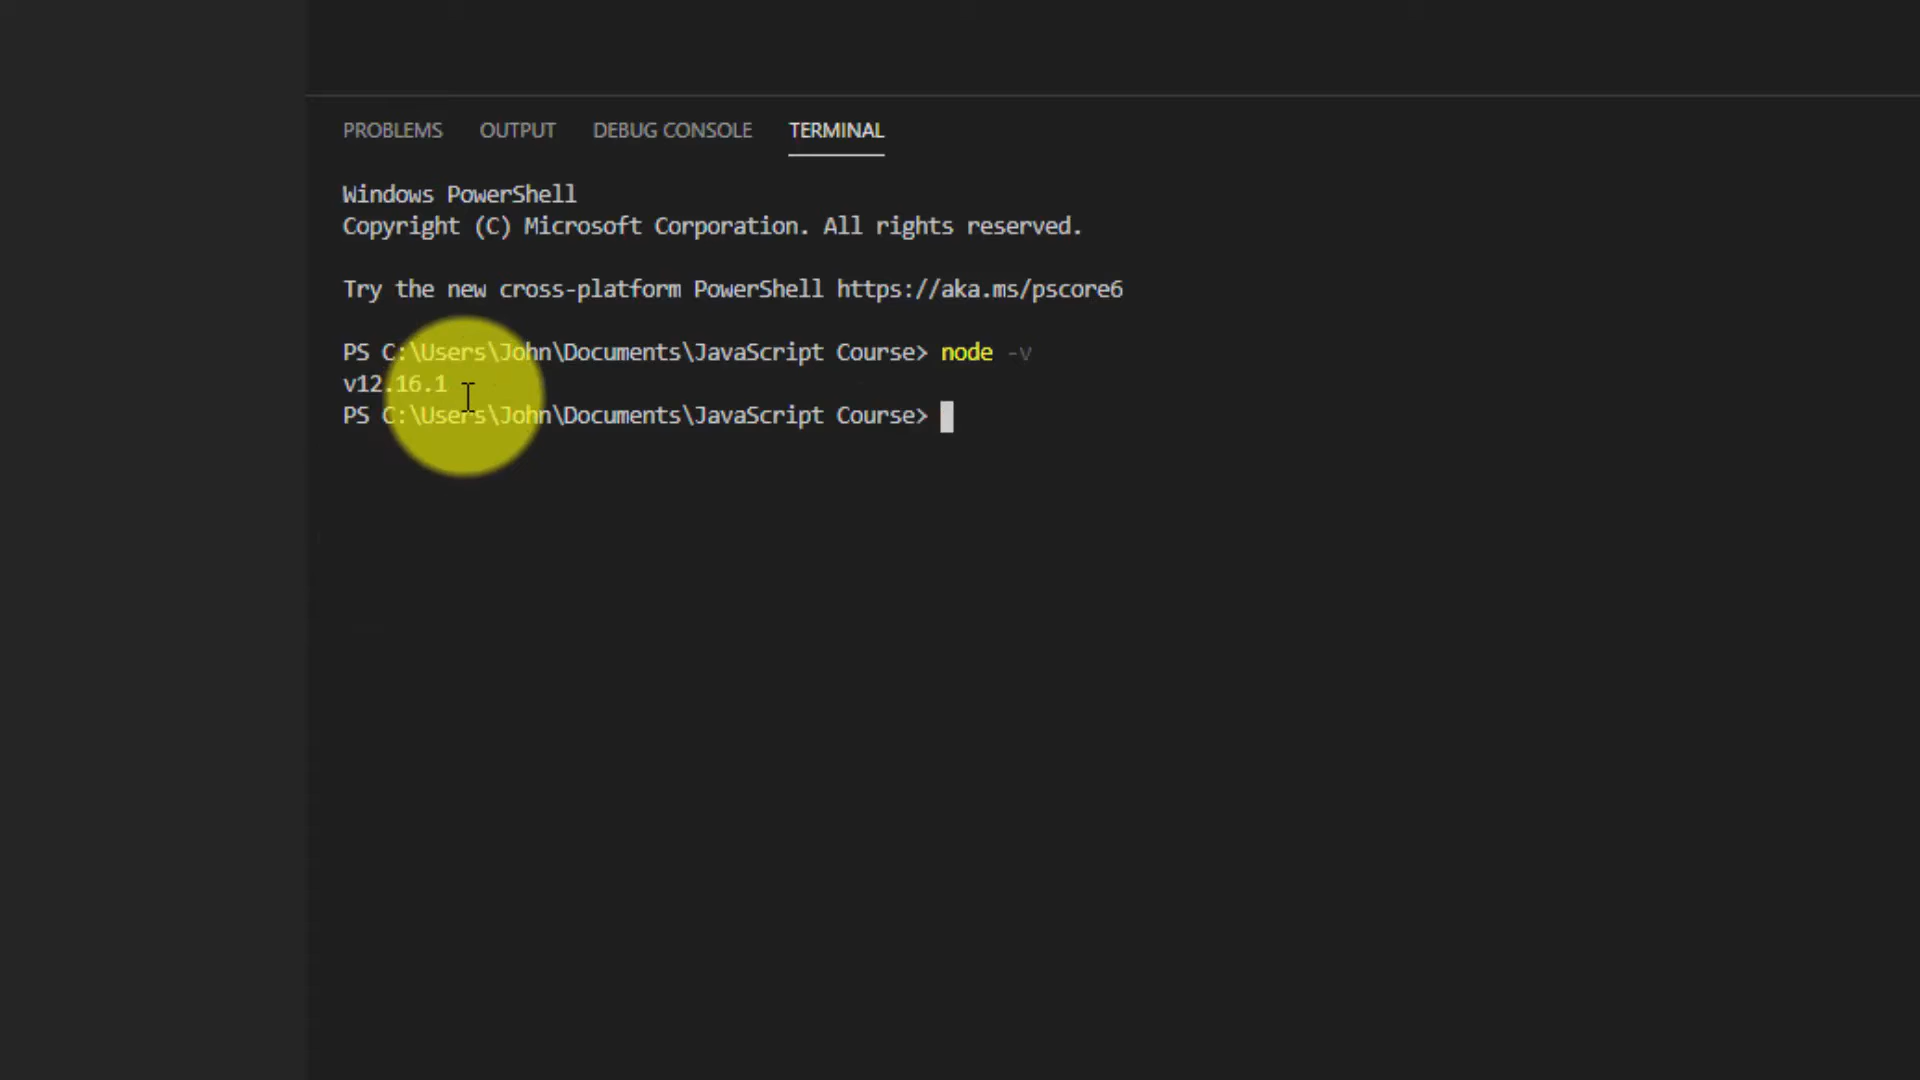 PROBLEMS OUTPUT DEBUG CONSOLE TERMINAL
Windows PowerShell
Copyright (C) Microsoft Corporation. All rights reserved.
Try the new cross-platform PowerShell https://aka.ms/pscore6
PS C:\Users\John\Documents\JavaScript Course> node -v
v12.16.1
PS C:\Users\John\Documents\JavaScript Course>